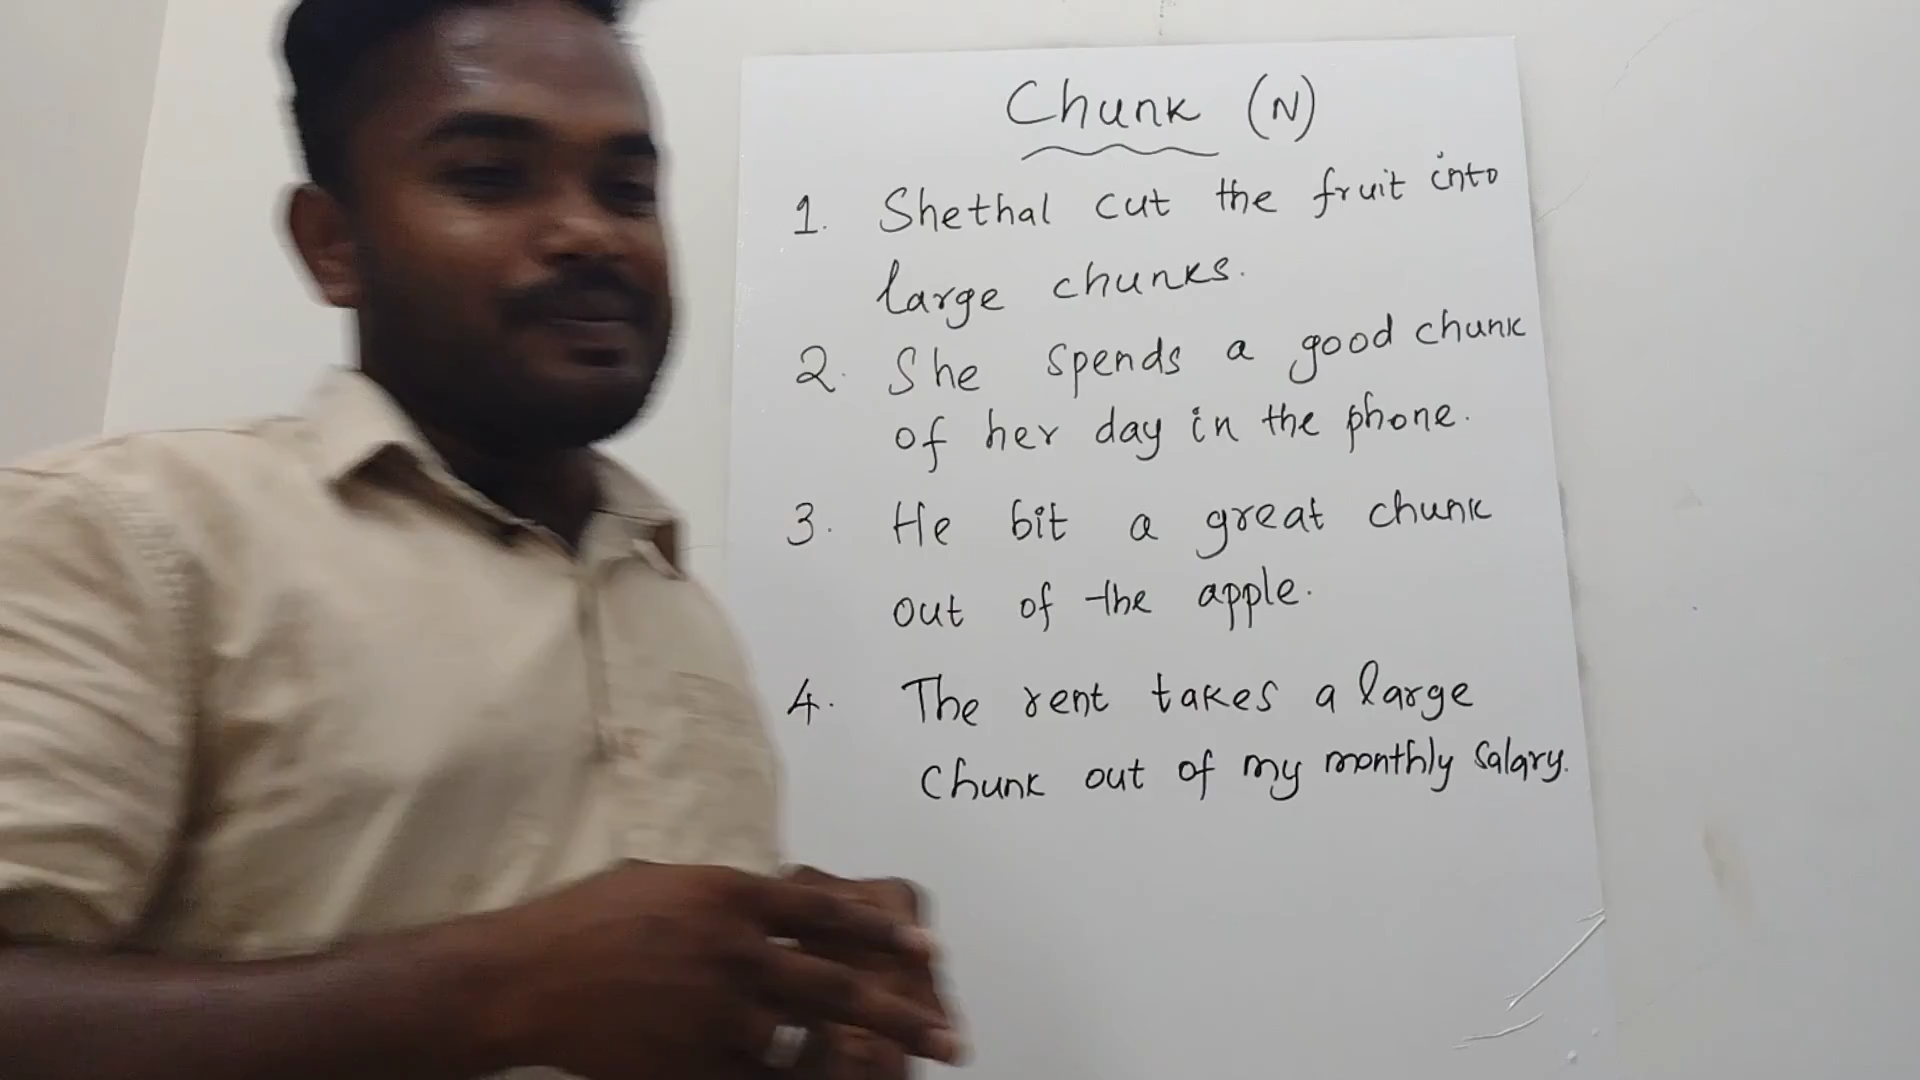 Chunk (N)
1. Shethal cut the fruit into
large chunks.
2. She spends a good chunk
of her day in the phone.
3. He bit a great chunk
out of the apple.
4. The rent takes a large
chunk out of my monthly salary.